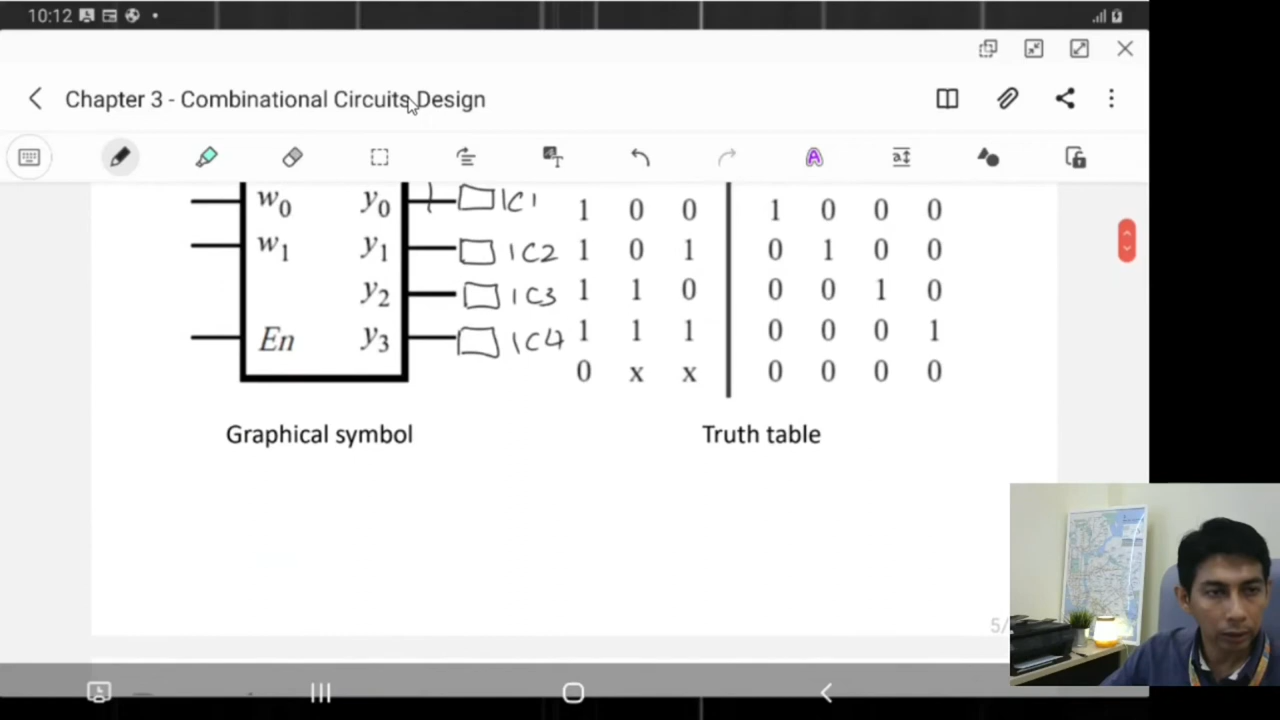 10:12
Chapter 3 - Combinational Circuits Design
w0 y0 IC1 1 0 0 1 0 0 0
w1 y1 IC2 1 0 1 0 1 0 0
y2 IC3 1 1 0 0 0 1 0
En y3 IC4 1 1 1 0 0 0 1
0 x x 0 0 0 0
Graphical symbol Truth table
5/